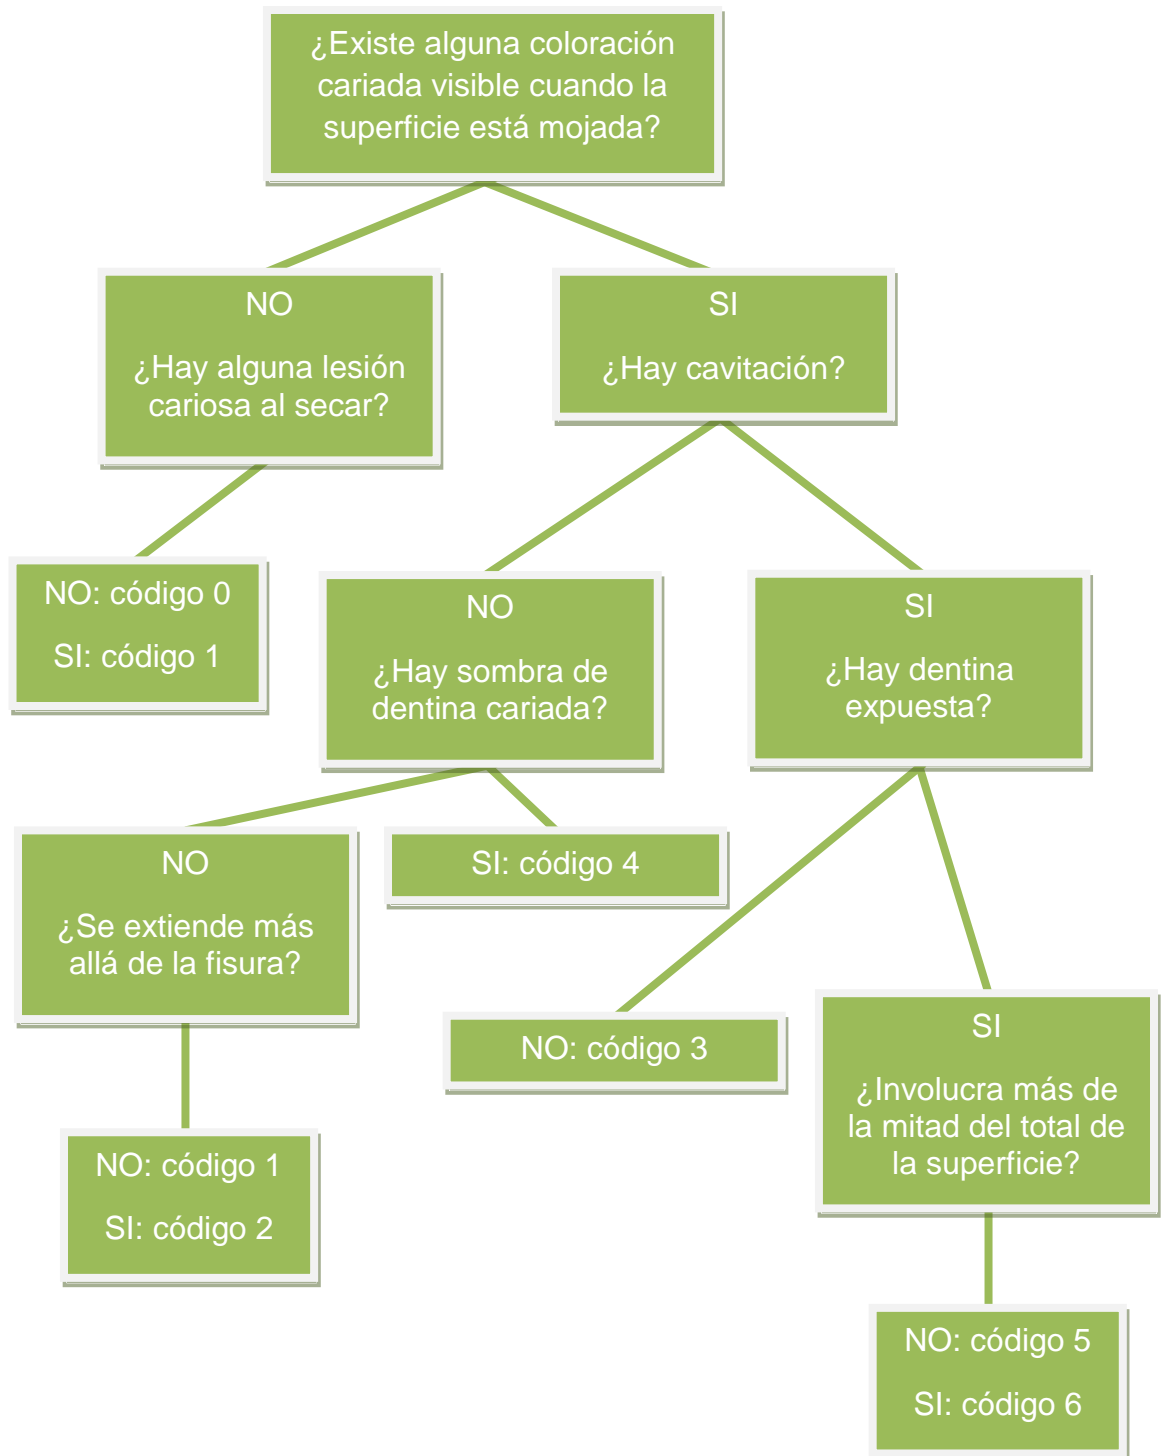 ¿Existe alguna coloración
cariada visible cuando la
superficie está mojada?
NO
¿Hay alguna lesión
cariosa al secar?
SI
¿Hay cavitación?
NO: código 0
SI: código 1
NO
¿Hay sombra de
dentina cariada?
SI
¿Hay dentina
expuesta?
NO
¿Se extiende más
allá de la fisura?
SI: código 4
NO: código 3
SI
¿Involucra más de
la mitad del total de
la superficie?
NO: código 1
SI: código 2
NO: código 5
SI: código 6